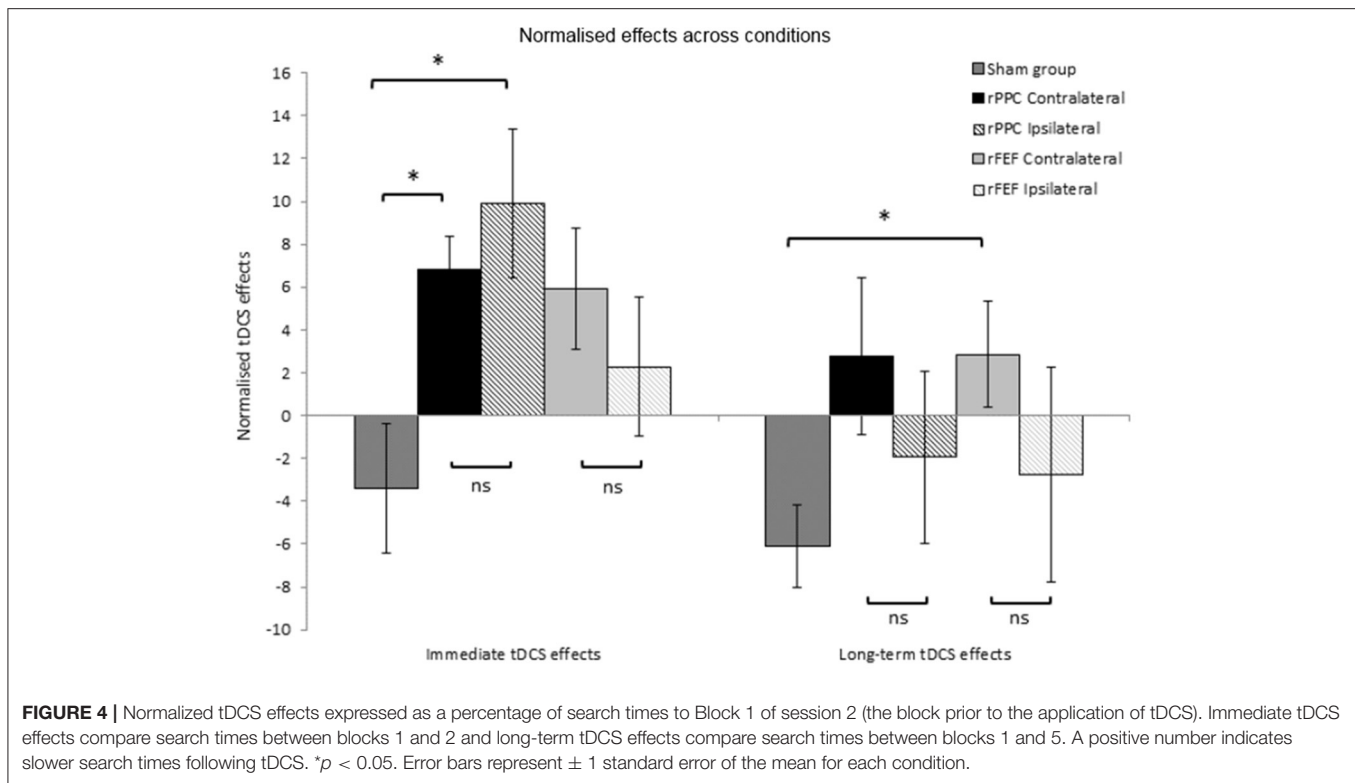 Normalised effects across conditions
Normalised tDCS effects
16
14
12
10
8
6
4
2
0
-2
-4
-6
-8
-10
*
*
*
ns
ns
ns
ns
Sham group
rPPC Contralateral
rPPC Ipsilateral
rFEF Contralateral
rFEF Ipsilateral
Immediate tDCS effects
Long-term tDCS effects
FIGURE 4 | Normalized tDCS effects expressed as a percentage of search times to Block 1 of session 2 (the block prior to the application of tDCS). Immediate tDCS
effects compare search times between blocks 1 and 2 and long-term tDCS effects compare search times between blocks 1 and 5. A positive number indicates
slower search times following tDCS. *p < 0.05. Error bars represent ± 1 standard error of the mean for each condition.